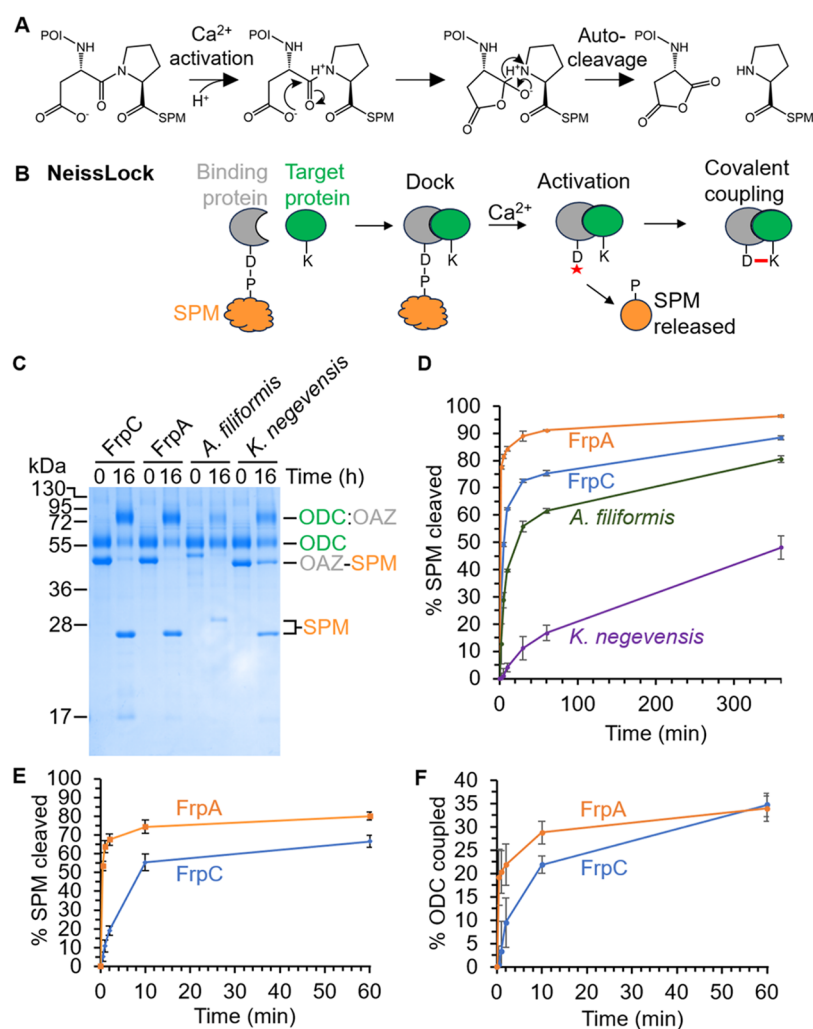 A
POI
NH
N
O
O
O-
SPM
Ca2+
activation
H+
POI
NH
H+
N
O
O
O-
SPM
POI
NH
H+
N
O-
O
O
O
SPM
Auto-
cleavage
POI
NH
O
O
O
HN
O
SPM
B NeissLock
Binding protein
Target protein
D
P
SPM
K
Dock
D
P
K
Ca2+
Activation
D
K
P
SPM
released
Covalent
coupling
D
K
C
FrpC FrpA A. filiformis K. negevensis
kDa 0 16 0 16 0 16 0 16 Time (h)
130
95
72
55
36
28
17
ODC:OAZ
ODC
OAZ-SPM
SPM
D
% SPM cleaved
100
90
80
70
60
50
40
30
20
10
0
FrpA
FrpC
A. filiformis
K. negevensis
0 100 200 300
Time (min)
E
% SPM cleaved
100
90
80
70
60
50
40
30
20
10
0
FrpA
FrpC
0 10 20 30 40 50 60
Time (min)
F
% ODC coupled
40
35
30
25
20
15
10
5
0
FrpA
FrpC
0 10 20 30 40 50 60
Time (min)